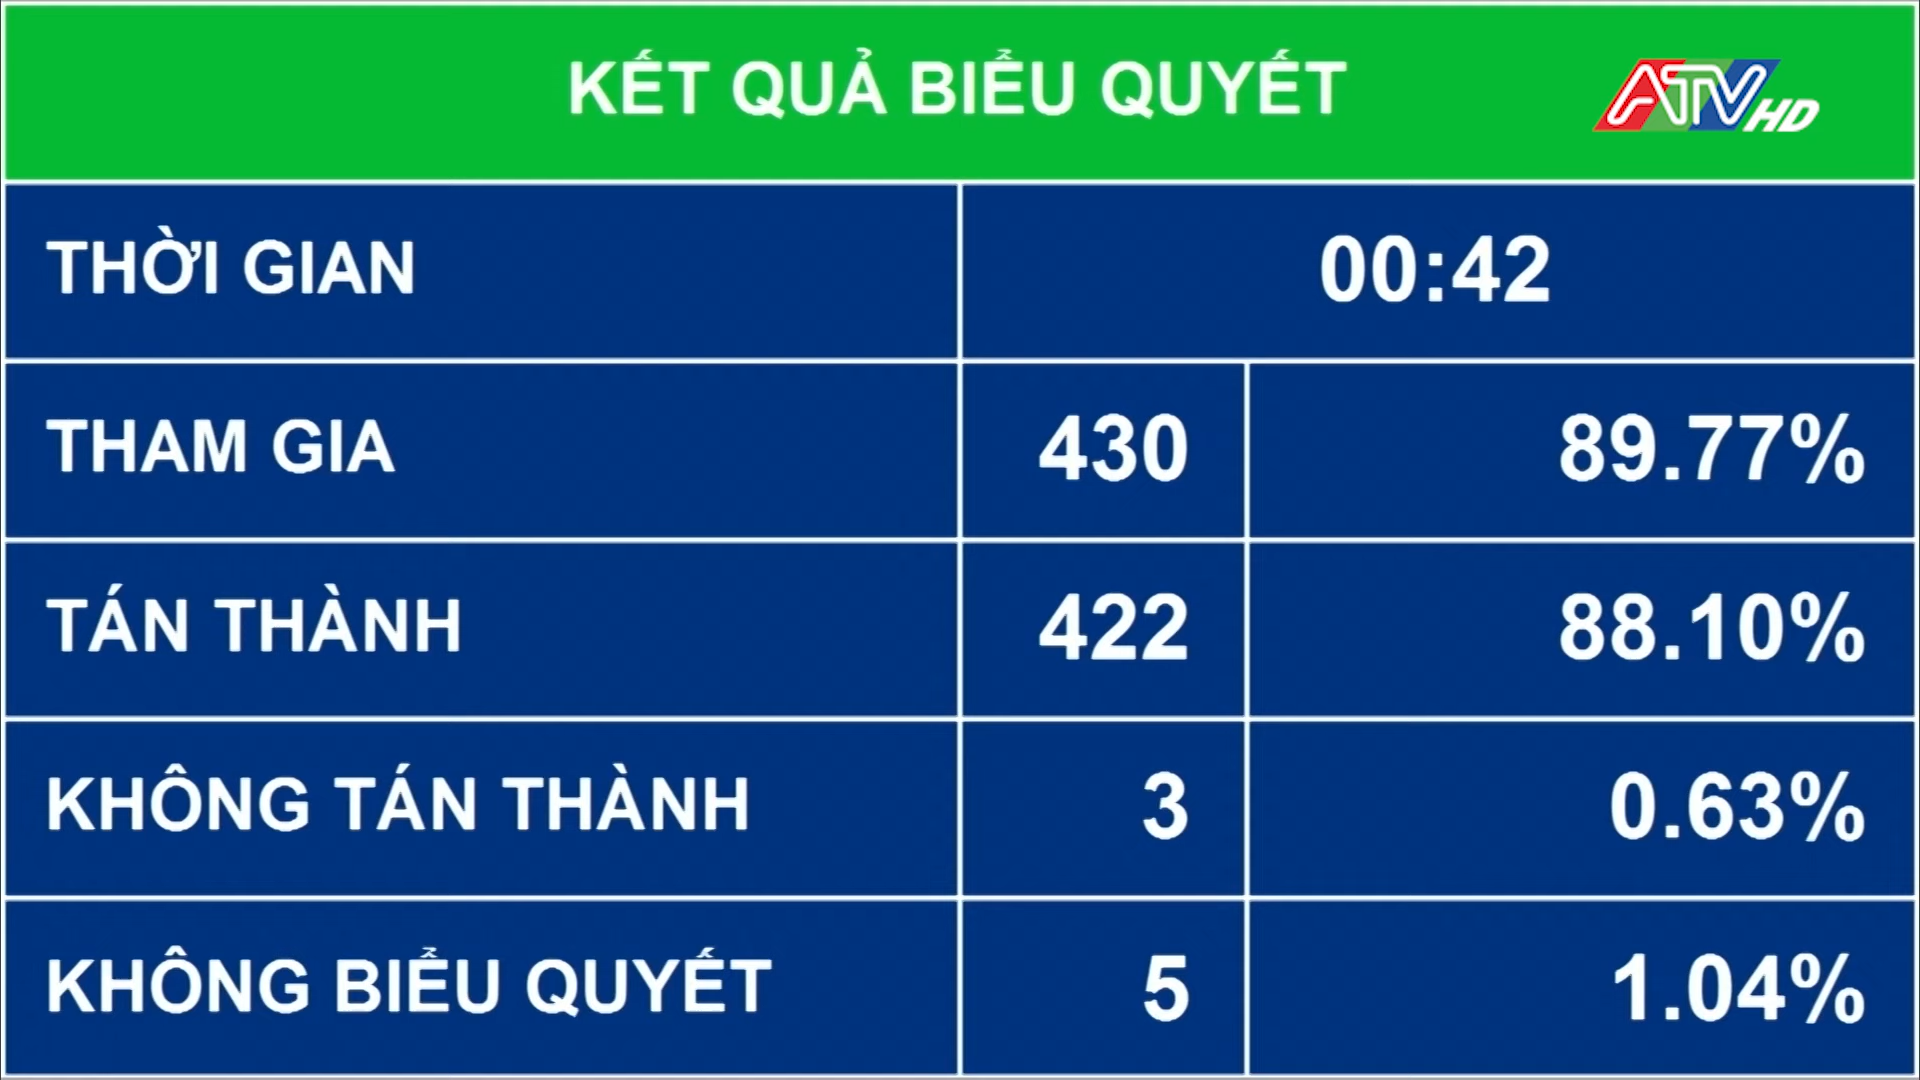 KẾT QUẢ BIỂU QUYẾT
ATV HD
THỜI GIAN 00:42
THAM GIA 430 89.77%
TÁN THÀNH 422 88.10%
KHÔNG TÁN THÀNH 3 0.63%
KHÔNG BIỂU QUYẾT 5 1.04%